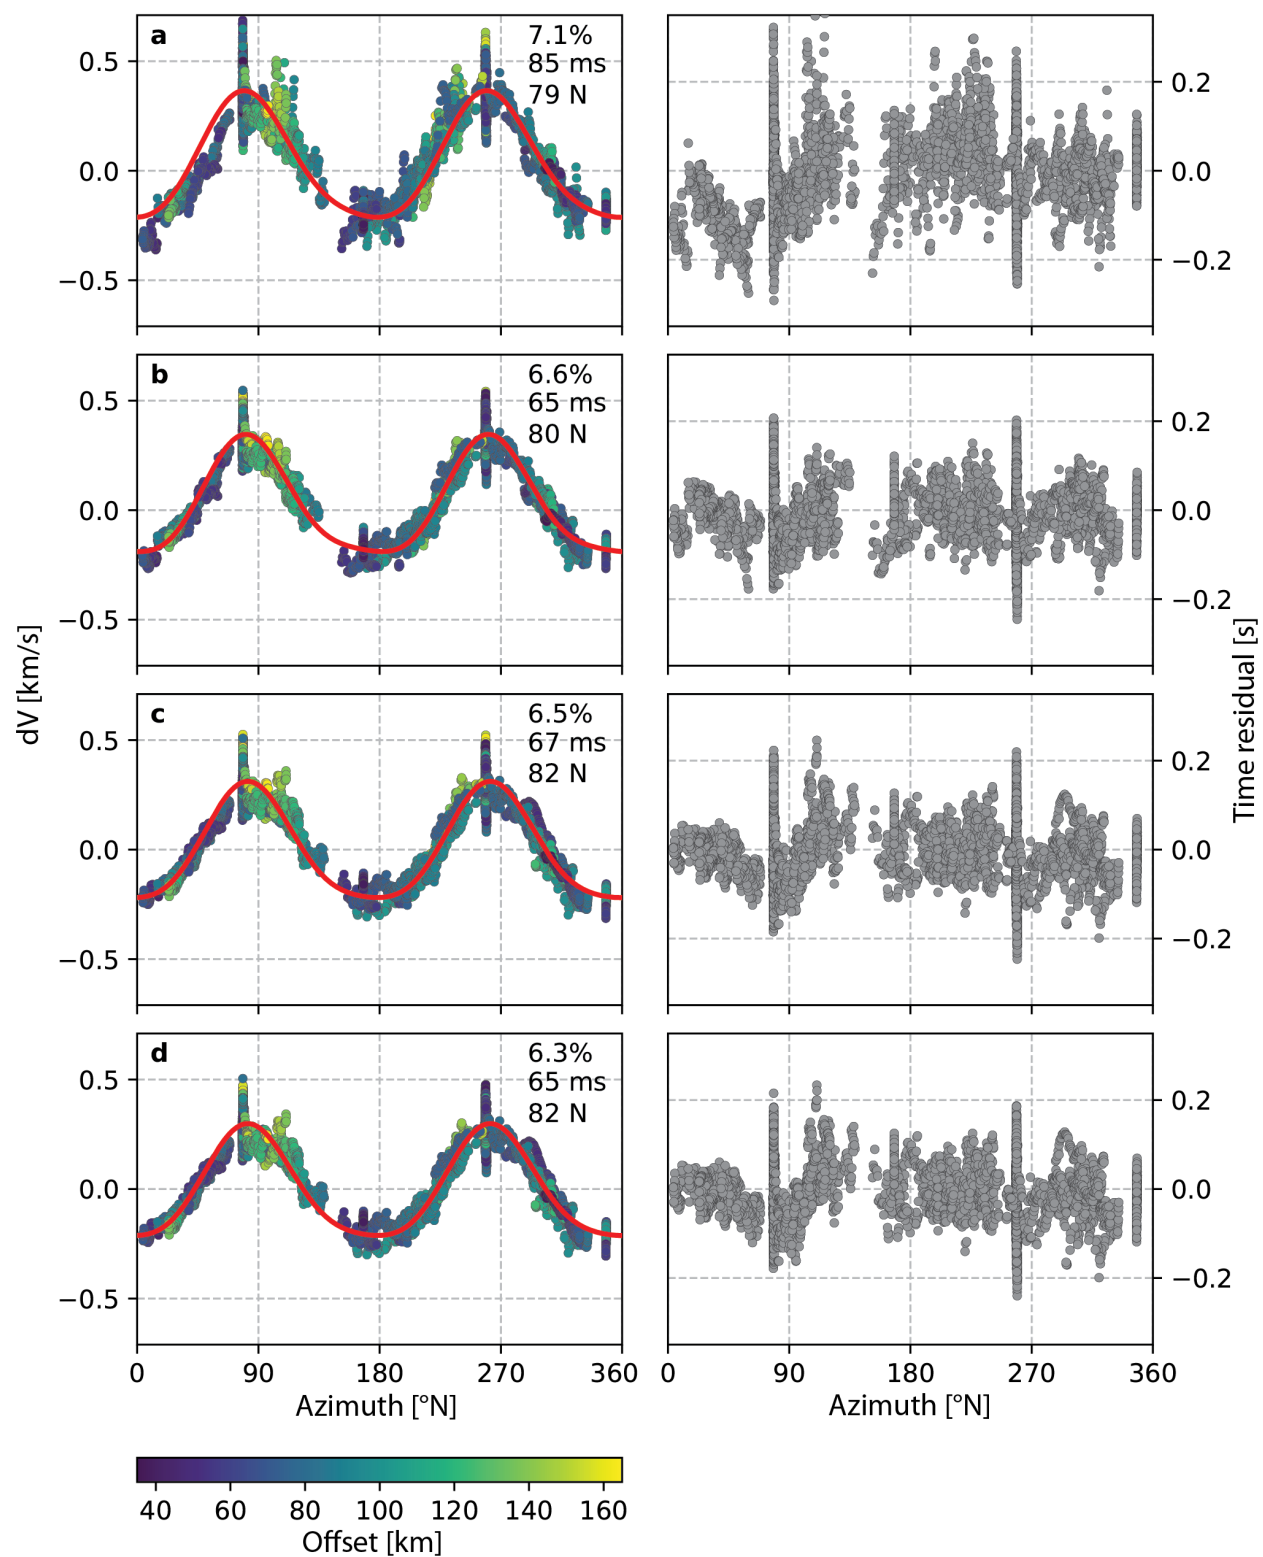 a
7.1%
85 ms
79 N
0.5
0.0
−0.5
0.2
0.0
−0.2
b
6.6%
65 ms
80 N
0.5
0.0
−0.5
0.2
0.0
−0.2
dV [km/s]
Time residual [s]
c
6.5%
67 ms
82 N
0.5
0.0
−0.5
0.2
0.0
−0.2
d
6.3%
65 ms
82 N
0.5
0.0
−0.5
0.2
0.0
−0.2
0 90 180 270 360
0 90 180 270 360
Azimuth [°N]
Azimuth [°N]
40 60 80 100 120 140 160
Offset [km]